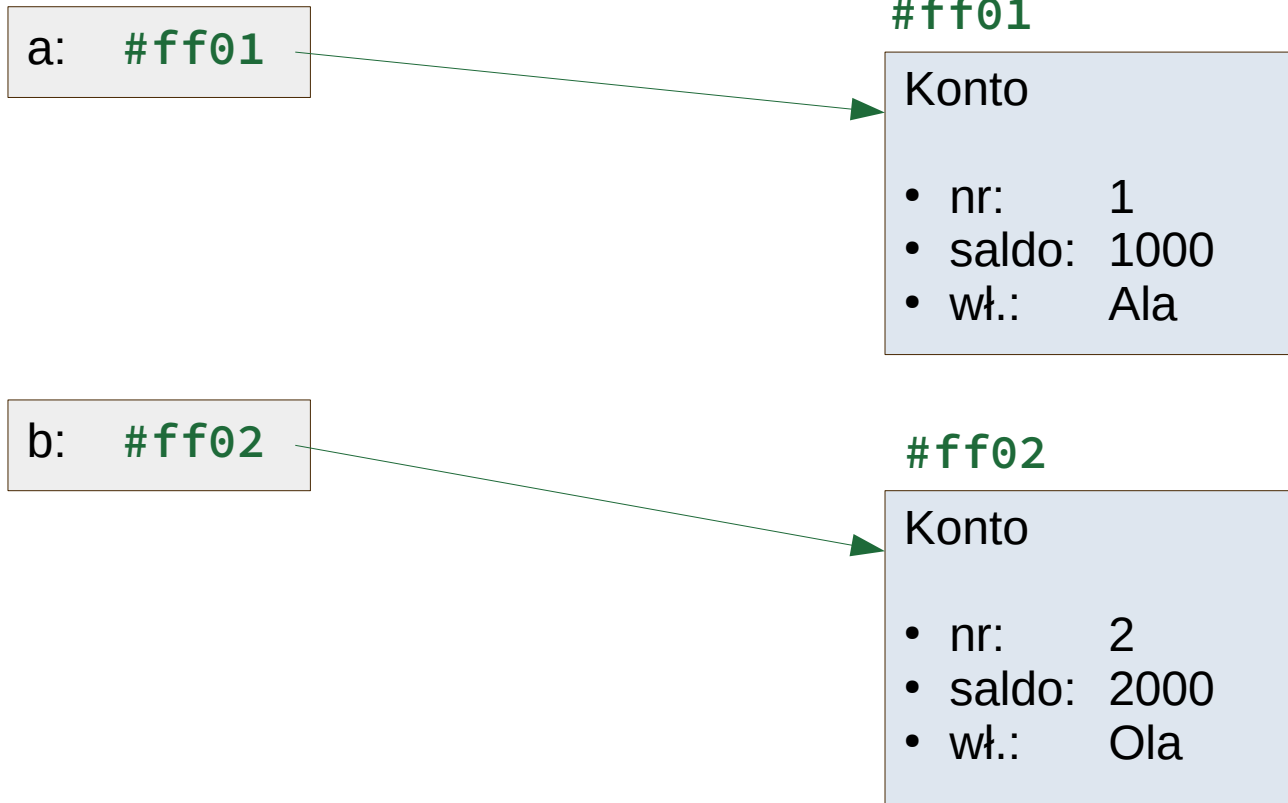 a: #ff01
#ff01
Konto
• nr: 1
• saldo: 1000
• wł.: Ala
b: #ff02
#ff02
Konto
• nr: 2
• saldo: 2000
• wł.: Ola